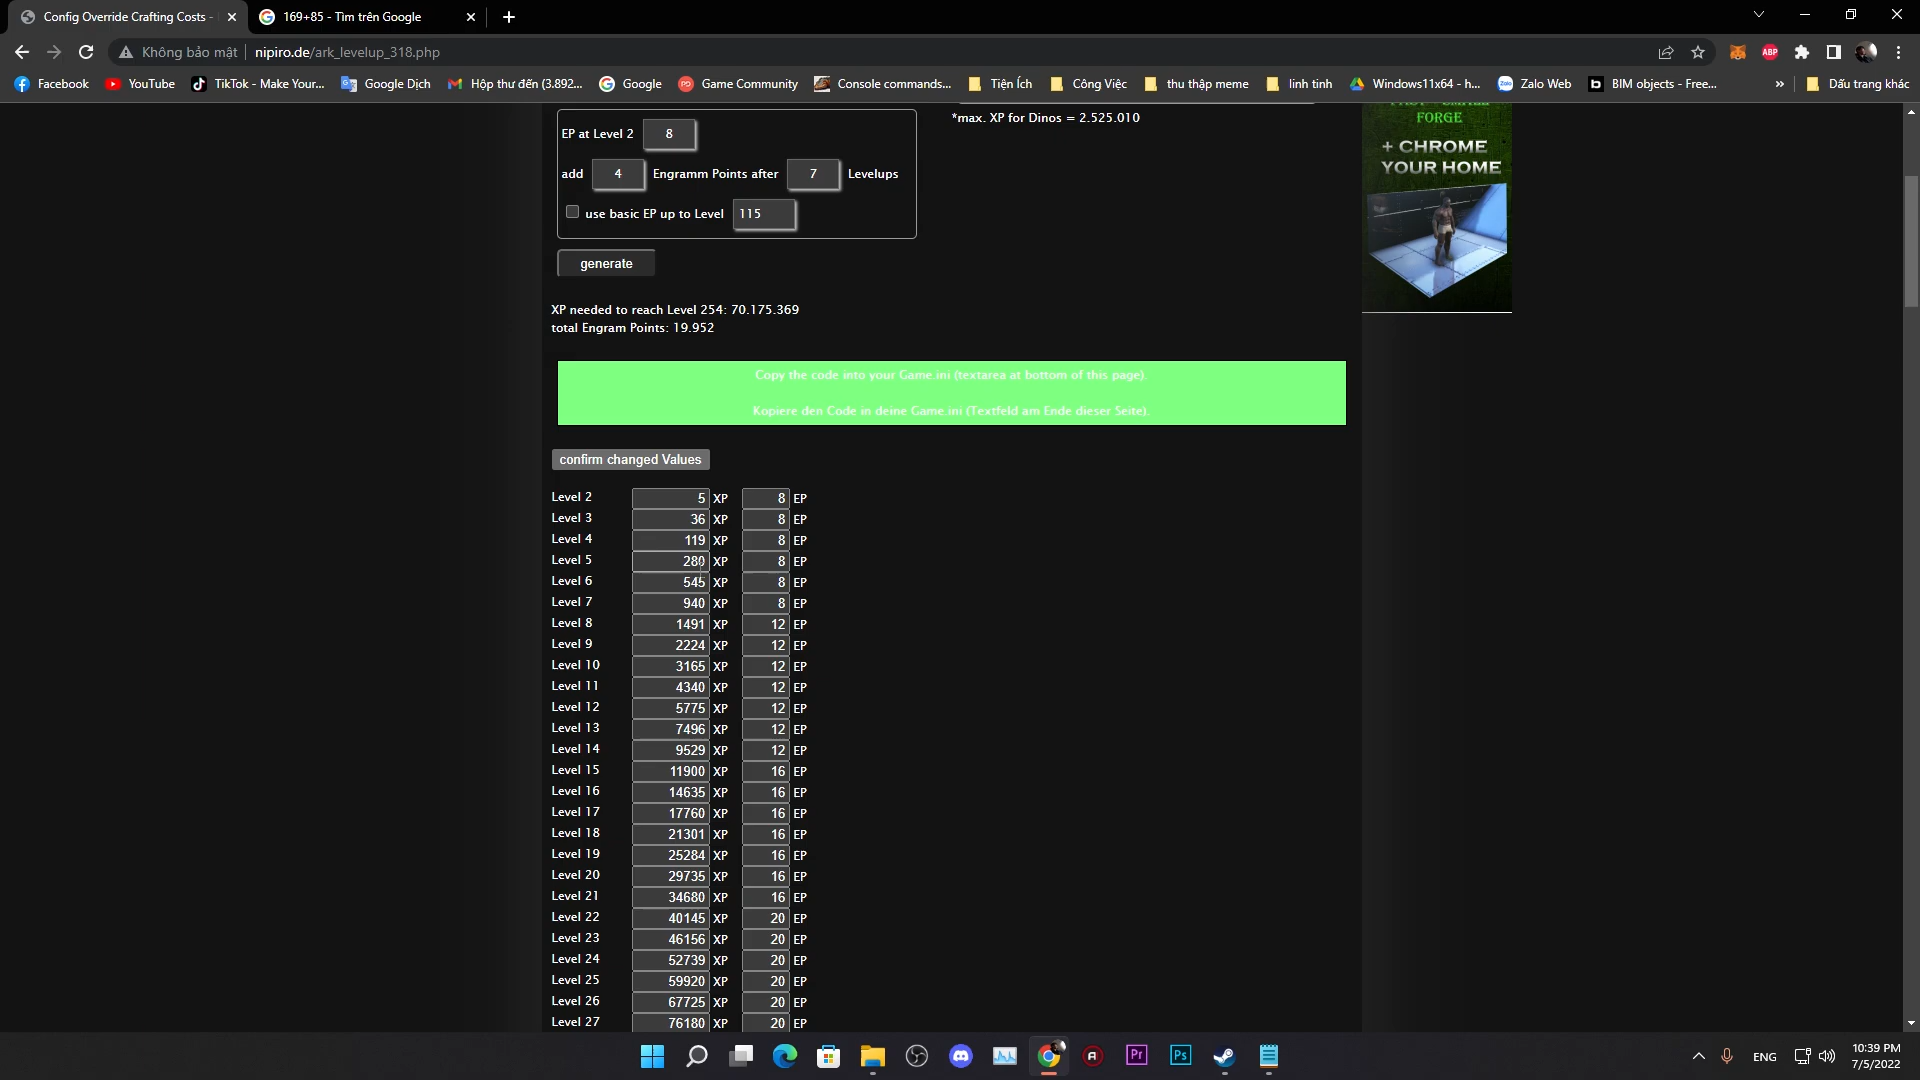 Config Override Crafting Costs -
169+85 - Tìm trên Google
Không bảo mật
nipiro.de/ark_levelup_318.php
Facebook
YouTube
TikTok - Make Your...
Google Dịch
Hộp thư đến (3.892...
Google
Game Community
Console commands...
Tiện Ích
Công Việc
thu thập meme
linh tinh
Windows11x64 - h...
Zalo Web
BIM objects - Free...
»
Dấu trang khác
EP at Level 2 8
add 4 Engramm Points after 7 Levelups
use basic EP up to Level 115
generate
*max. XP for Dinos = 2.525.010
FORGE
+ CHROME
YOUR HOME
XP needed to reach Level 254: 70.175.369
total Engram Points: 19.952
Copy the code into your Game.ini (textarea at bottom of this page).
Kopiere den Code in deine Game.ini (Textfeld am Ende dieser Seite).
confirm changed Values
Level 2 5 XP 8 EP
Level 3 36 XP 8 EP
Level 4 119 XP 8 EP
Level 5 280 XP 8 EP
Level 6 545 XP 8 EP
Level 7 940 XP 8 EP
Level 8 1491 XP 12 EP
Level 9 2224 XP 12 EP
Level 10 3165 XP 12 EP
Level 11 4340 XP 12 EP
Level 12 5775 XP 12 EP
Level 13 7496 XP 12 EP
Level 14 9529 XP 12 EP
Level 15 11900 XP 16 EP
Level 16 14635 XP 16 EP
Level 17 17760 XP 16 EP
Level 18 21301 XP 16 EP
Level 19 25284 XP 16 EP
Level 20 29735 XP 16 EP
Level 21 34680 XP 16 EP
Level 22 40145 XP 20 EP
Level 23 46156 XP 20 EP
Level 24 52739 XP 20 EP
Level 25 59920 XP 20 EP
Level 26 67725 XP 20 EP
Level 27 76180 XP 20 EP
ENG
10:39 PM
7/5/2022